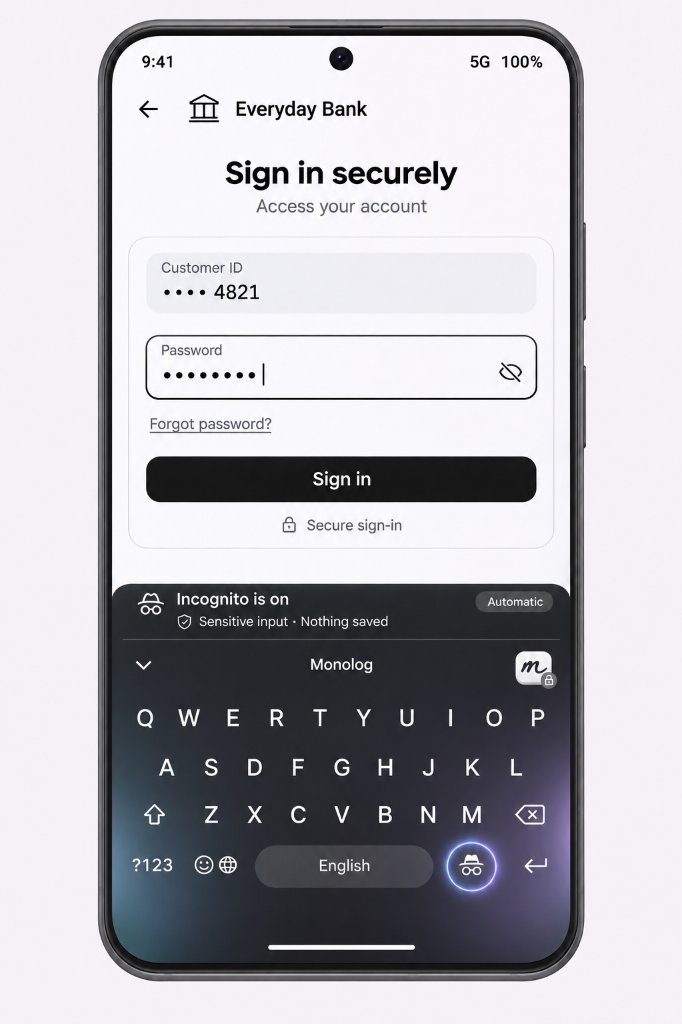 9:41 5G 100%
Everyday Bank
Sign in securely
Access your account
Customer ID
•••• 4821
Password
••••••••
Forgot password?
Sign in
Secure sign-in
Incognito is on
Automatic
Sensitive input · Nothing saved
Monolog
m
Q W E R T Y U I O P
A S D F G H J K L
Z X C V B N M
?123 English